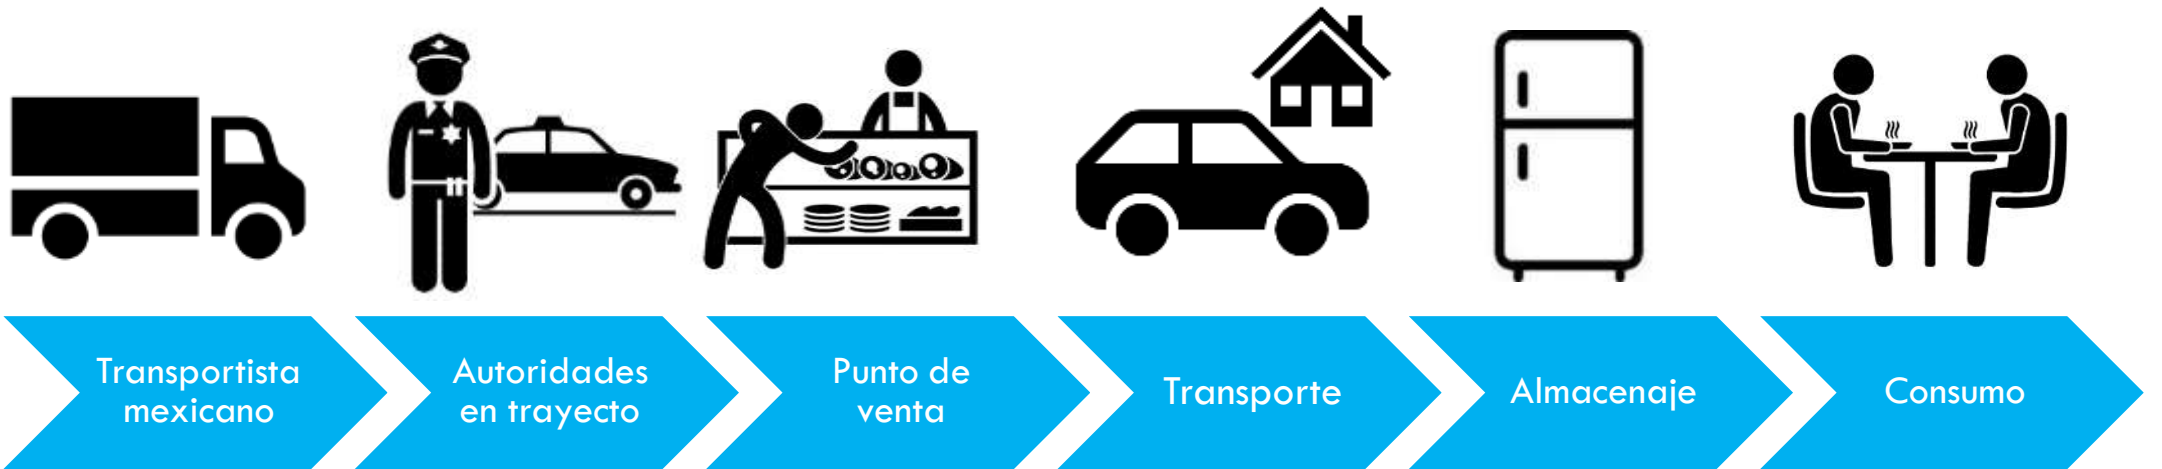 Transportista
mexicano
Autoridades
en trayecto
Punto de
venta
Transporte
Almacenaje
Consumo